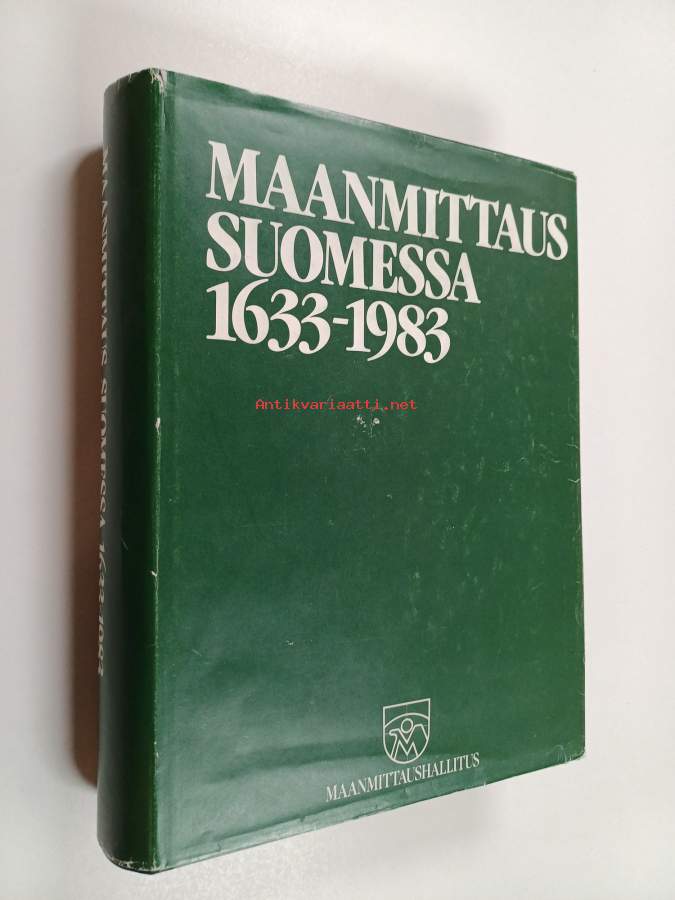 MAANMITTAUS
SUOMESSA
1633-1983
Antikvariaatti.net
MAANMITTAUSHALLITUS
MAANMITTAUS SUOMESSA 1633-1983